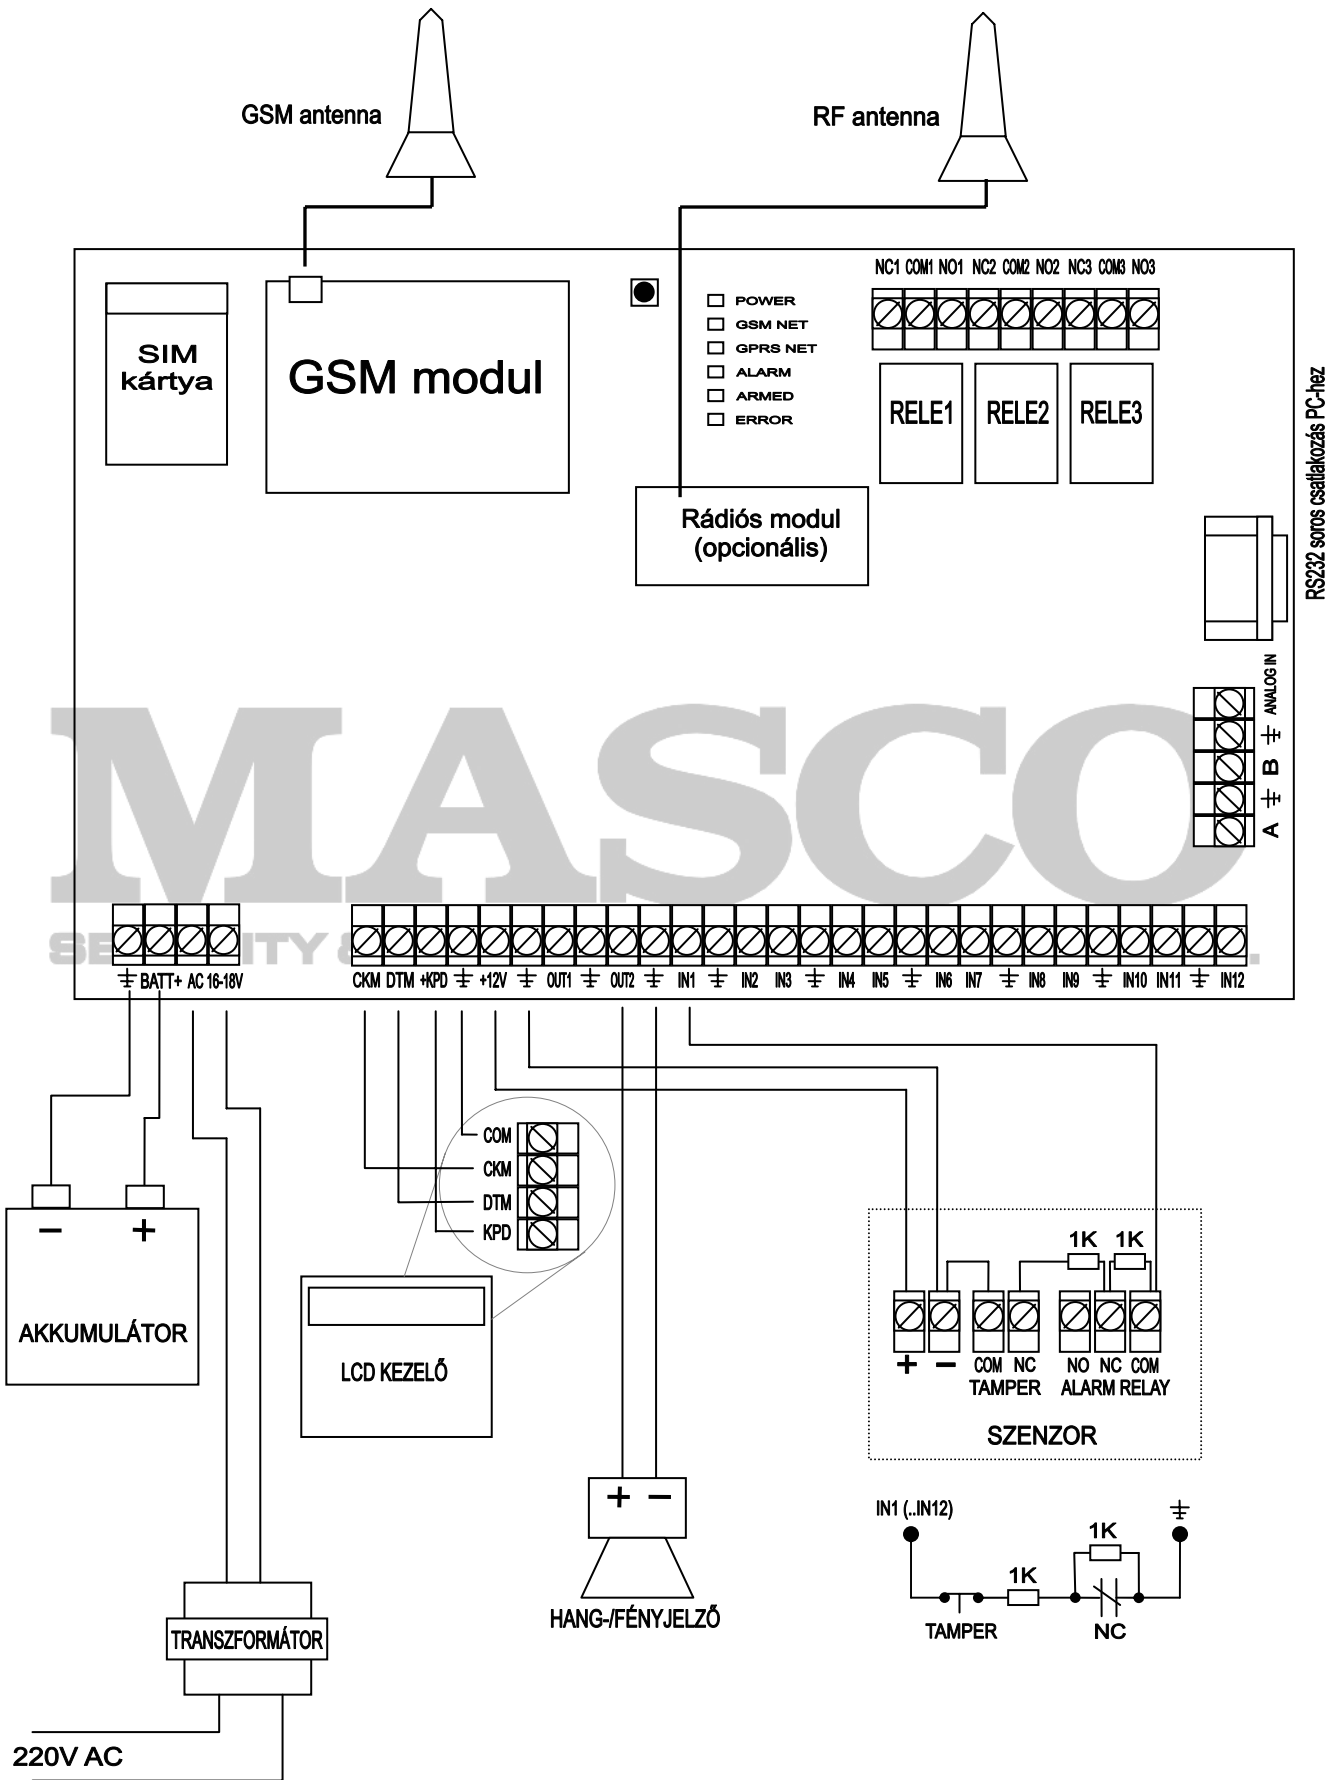 GSM antenna
RF antenna
NC1 COM1 NO1 NC2 COM2 NO2 NC3 COM3 NO3
SIM
kártya
GSM modul
POWER
GSM NET
GPRS NET
ALARM
ARMED
ERROR
RELE1 RELE2 RELE3
RS232 soros csatlakozás PC-hez
Rádiós modul
(opcionális)
ANALOG IN
B
A
MASCO
BATT+ AC 16-18V
CKM DTM +KPD +12V OUT1 OUT2 IN1 IN2 IN3 IN4 IN5 IN6 IN7 IN8 IN9 IN10 IN11 IN12
COM
CKM
DTM
KPD
− +
AKKUMULÁTOR
LCD KEZELŐ
1K 1K
+ − COM NC NO NC COM
TAMPER ALARM RELAY
SZENZOR
+ −
HANG-/FÉNYJELZŐ
IN1 (..IN12)
1K
1K
TAMPER
NC
TRANSZFORMÁTOR
220V AC